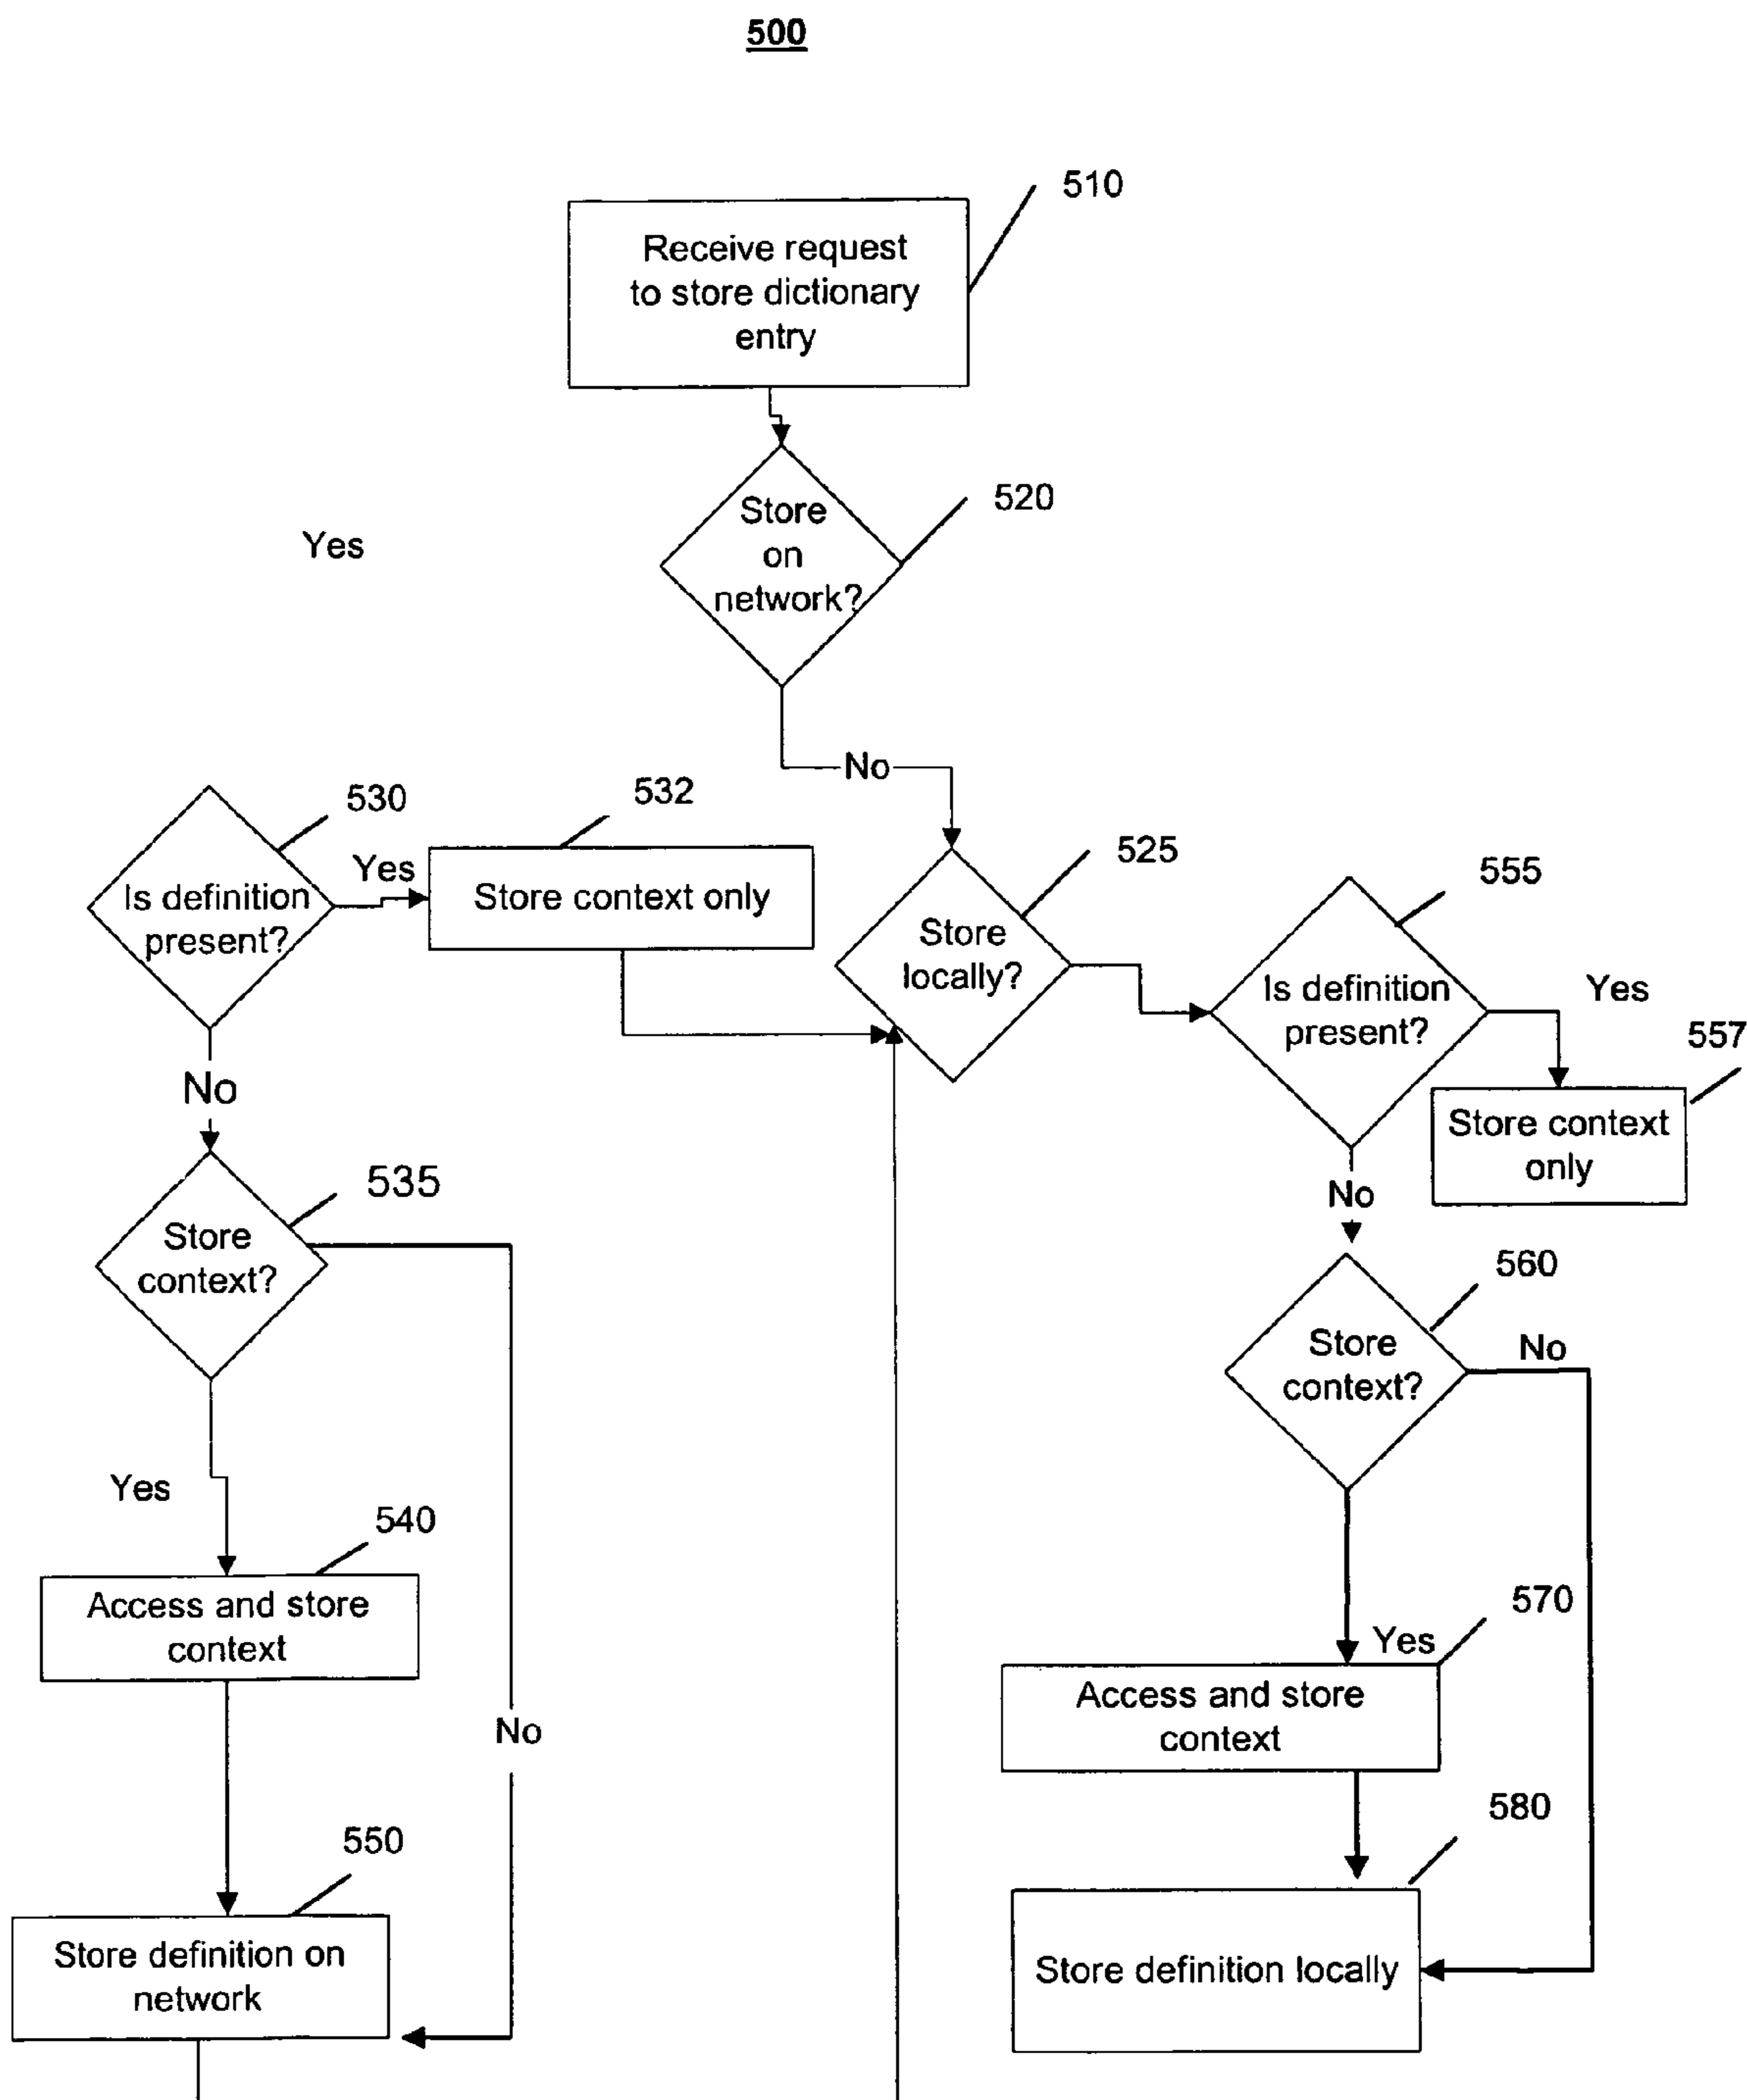 500
510
Receive request
to store dictionary
entry
520
Store
on
network?
Yes
No
530
Is definition
present?
Yes
532
Store context only
525
Store
locally?
555
Is definition
present?
Yes
557
Store context
only
No
No
535
Store
context?
560
Store
context?
No
Yes
540
Access and store
context
570
Yes
Access and store
context
No
550
Store definition on
network
580
Store definition locally